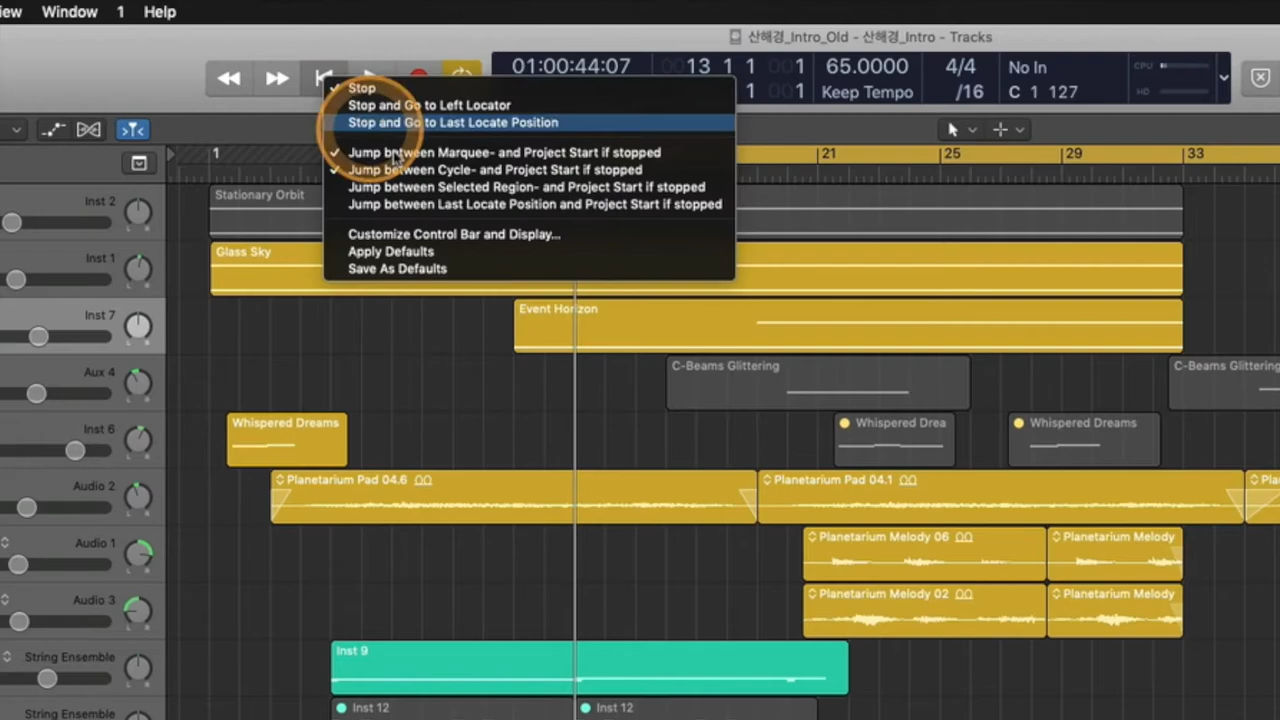 iew Window 1 Help
산해경_Intro_Old - 산해경_Intro - Tracks
01:00:44:07 0013 1 1 001 65.0000 4/4 No In CPU
1 001 Keep Tempo /16 C 1 127 HD
Stop
Stop and Go to Left Locator
Stop and Go to Last Locate Position
Jump between Marquee- and Project Start if stopped
Jump between Cycle- and Project Start if stopped
Jump between Selected Region- and Project Start if stopped
Jump between Last Locate Position and Project Start if stopped
Customize Control Bar and Display...
Apply Defaults
Save As Defaults
1 21 25 29 33
Inst 2 Stationary Orbit
Inst 1 Glass Sky
Inst 7 Event Horizon
Aux 4 C-Beams Glittering C-Beams Glittering
Inst 6 Whispered Dreams Whispered Drea Whispered Dreams
Audio 2 Planetarium Pad 04.6 Planetarium Pad 04.1 Pla
Audio 1 Planetarium Melody 06 Planetarium Melody
Audio 3 Planetarium Melody 02 Planetarium Melody
String Ensemble Inst 9
String Ensemble Inst 12 Inst 12